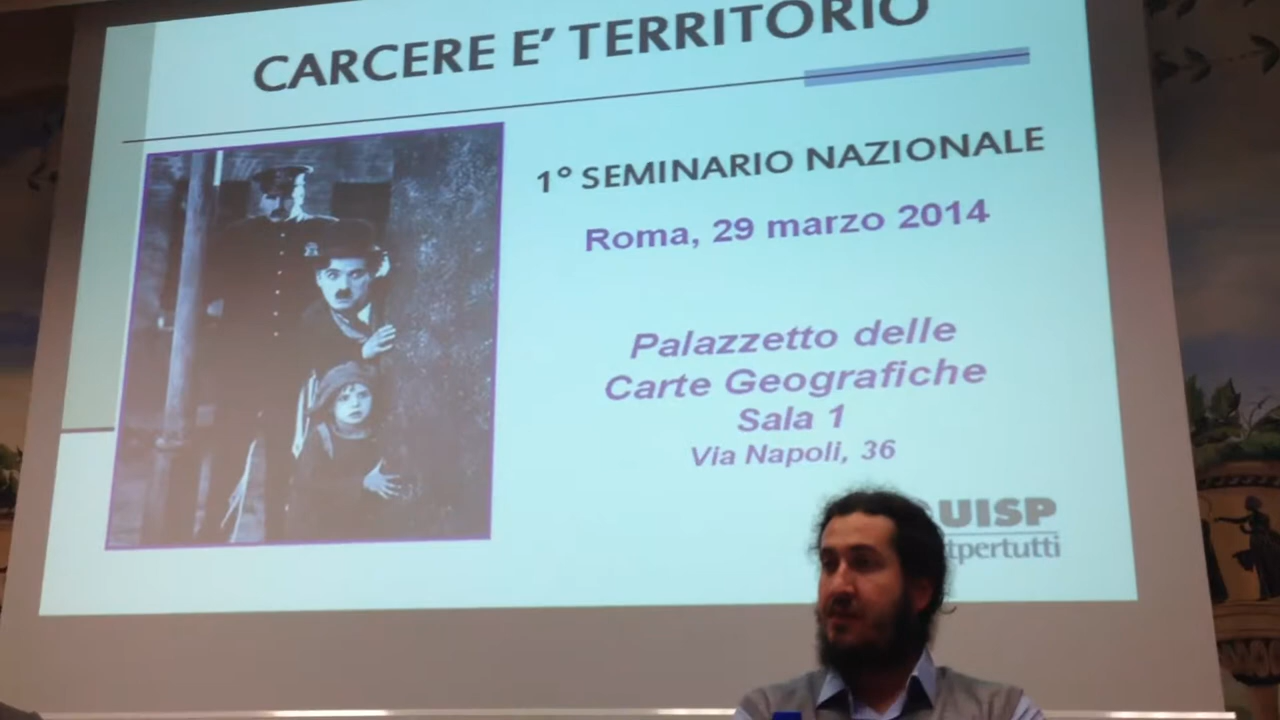 CARCERE E' TERRITORIO
1° SEMINARIO NAZIONALE
Roma, 29 marzo 2014
Palazzetto delle
Carte Geografiche
Sala 1
Via Napoli, 36
UISP
tpertutti